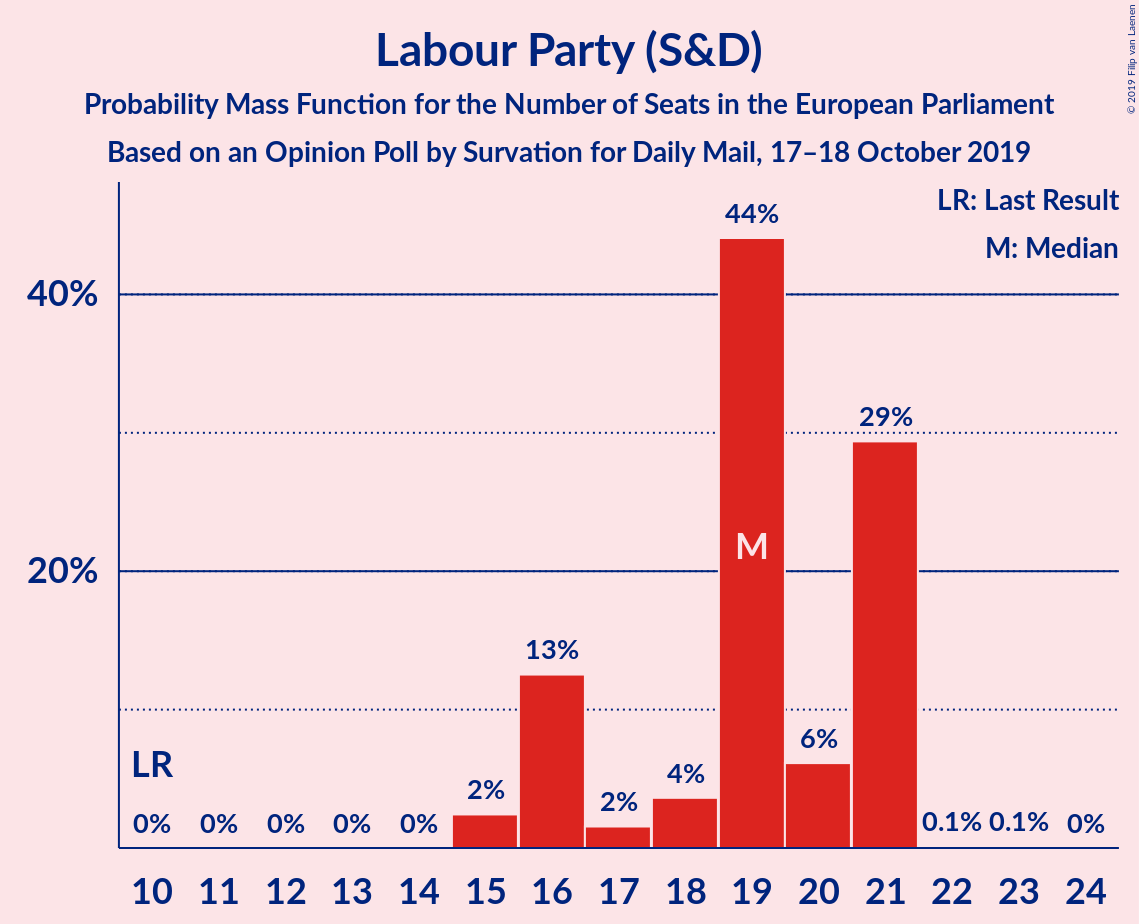 Labour Party (S&D)
Probability Mass Function for the Number of Seats in the European Parliament
Based on an Opinion Poll by Survation for Daily Mail, 17–18 October 2019
© 2019 Filip van Laenen
LR: Last Result
M: Median
44%
40%
29%
M
20%
13%
6%
LR
4%
2%
2%
0% 0% 0% 0% 0% 0.1% 0.1% 0%
10 11 12 13 14 15 16 17 18 19 20 21 22 23 24